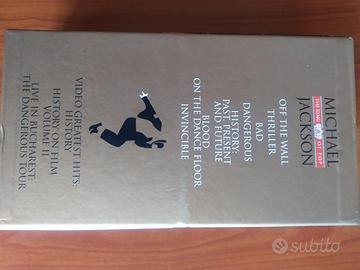 MICHAEL
JACKSON
THE KING OF POP
OFF THE WALL
THRILLER
BAD
DANGEROUS
HISTORY:
PAST, PRESENT
AND FUTURE
BLOOD
ON THE DANCE FLOOR
INVINCIBLE
VIDEO GREATEST HITS:
HISTORY
HISTORY ON FILM
VOLUME II
LIVE IN BUCHAREST:
THE DANGEROUS TOUR
subito